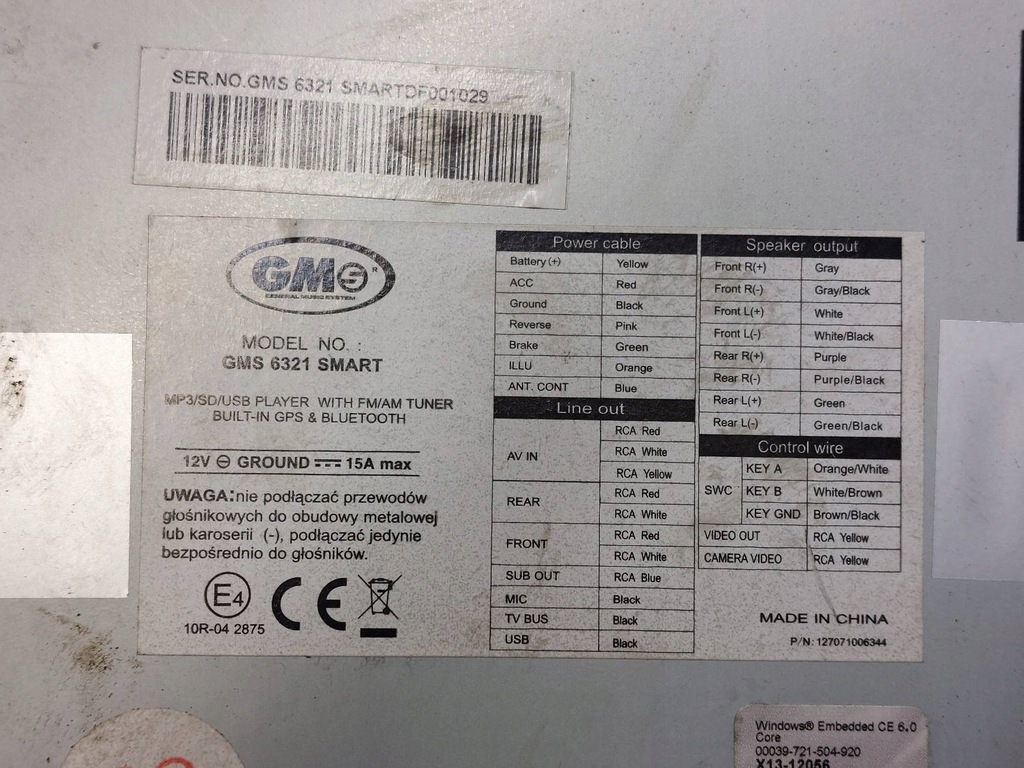 SER.NO.GMS 6321 SMARTDF001029
GMS®
GENERAL MUSIC SYSTEM
MODEL NO. :
GMS 6321 SMART
MP3/SD/USB PLAYER WITH FM/AM TUNER
BUILT-IN GPS & BLUETOOTH
12V ⊖ GROUND ⎓ 15A max
UWAGA:nie podłączać przewodów
głośnikowych do obudowy metalowej
lub karoserii (-), podłączać jedynie
bezpośrednio do głośników.
E4 CE
10R-04 2875
Power cable
Battery (+) Yellow
ACC Red
Ground Black
Reverse Pink
Brake Green
ILLU Orange
ANT. CONT Blue
Line out
AV IN RCA Red
RCA White
RCA Yellow
REAR RCA Red
RCA White
FRONT RCA Red
RCA White
SUB OUT RCA Blue
MIC Black
TV BUS Black
USB Black
Speaker output
Front R(+) Gray
Front R(-) Gray/Black
Front L(+) White
Front L(-) White/Black
Rear R(+) Purple
Rear R(-) Purple/Black
Rear L(+) Green
Rear L(-) Green/Black
Control wire
SWC KEY A Orange/White
KEY B White/Brown
KEY GND Brown/Black
VIDEO OUT RCA Yellow
CAMERA VIDEO RCA Yellow
MADE IN CHINA
P/N: 127071006344
Windows® Embedded CE 6.0
Core
00039-721-504-920
X13-12056